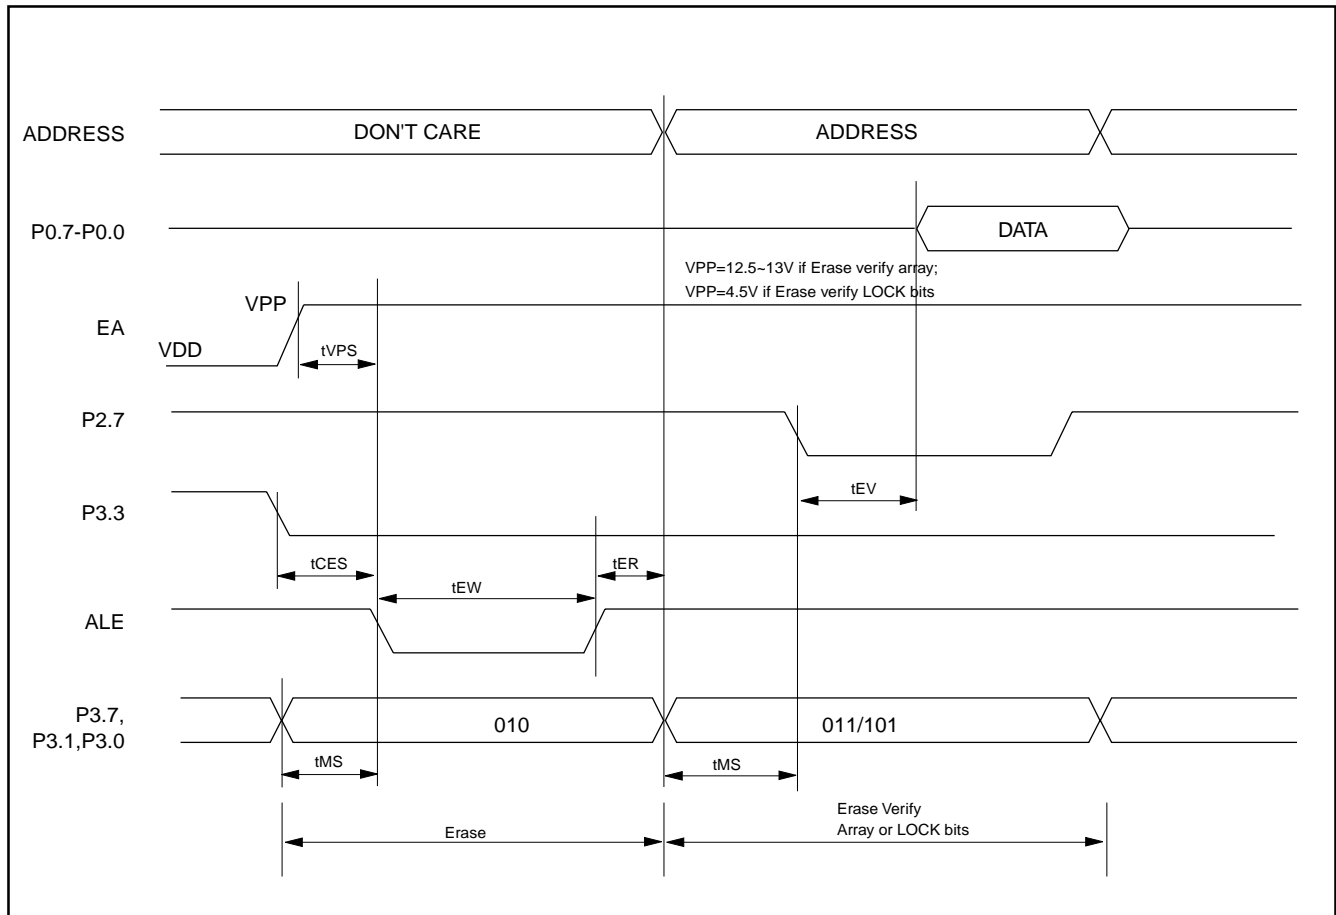 ADDRESS
DON'T CARE
ADDRESS
P0.7-P0.0
DATA
VPP=12.5~13V if Erase verify array;
VPP=4.5V if Erase verify LOCK bits
VPP
EA
VDD
tVPS
P2.7
tEV
P3.3
tCES
tER
tEW
ALE
P3.7,
P3.1,P3.0
010
011/101
tMS
tMS
Erase
Erase Verify
Array or LOCK bits